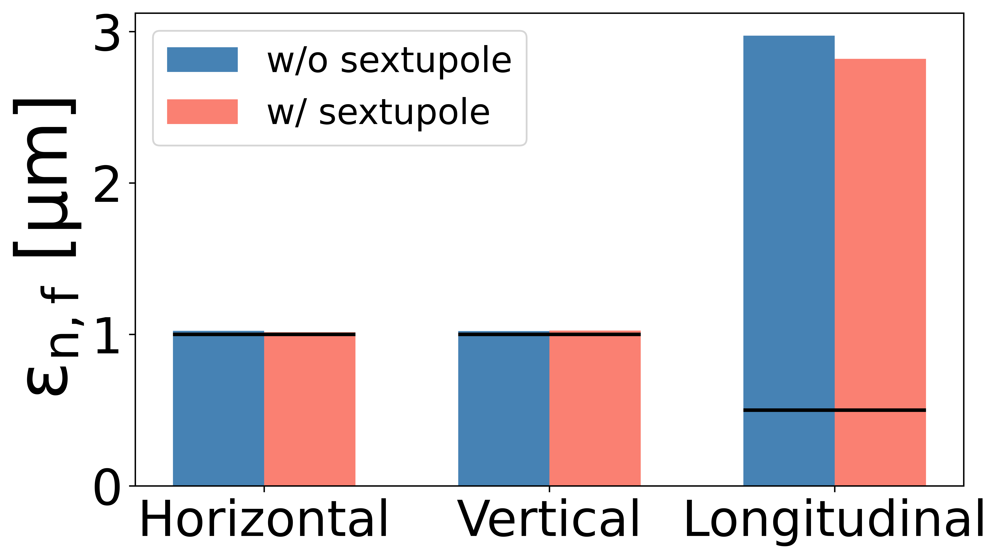 3
2
1
0
εn, f [µm]
w/o sextupole
w/ sextupole
Horizontal
Vertical
Longitudinal